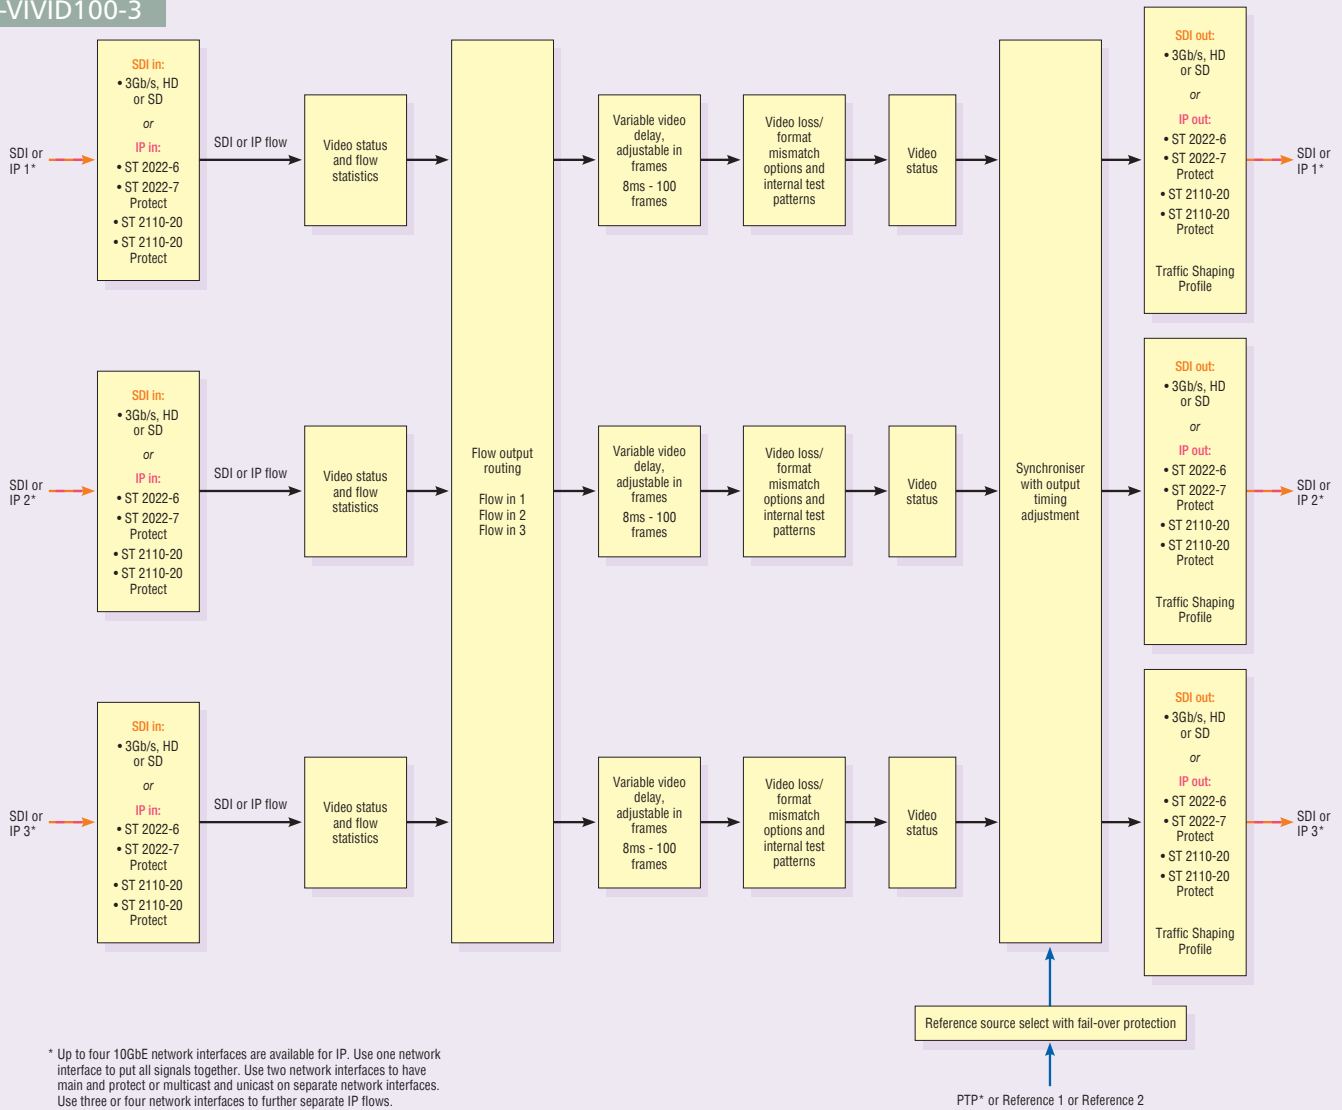 -VIVID100-3
SDI or
IP 1*
SDI in:
• 3Gb/s, HD
or SD
or
IP in:
• ST 2022-6
• ST 2022-7
Protect
• ST 2110-20
• ST 2110-20
Protect
SDI or IP flow
Video status
and flow
statistics
Variable video
delay,
adjustable in
frames
8ms - 100
frames
Video loss/
format
mismatch
options and
internal test
patterns
Video
status
SDI out:
• 3Gb/s, HD
or SD
or
IP out:
• ST 2022-6
• ST 2022-7
Protect
• ST 2110-20
• ST 2110-20
Protect
Traffic Shaping
Profile
SDI or
IP 1*
SDI or
IP 2*
SDI in:
• 3Gb/s, HD
or SD
or
IP in:
• ST 2022-6
• ST 2022-7
Protect
• ST 2110-20
• ST 2110-20
Protect
SDI or IP flow
Video status
and flow
statistics
Flow output
routing
Flow in 1
Flow in 2
Flow in 3
Variable video
delay,
adjustable in
frames
8ms - 100
frames
Video loss/
format
mismatch
options and
internal test
patterns
Video
status
Synchroniser
with output
timing
adjustment
SDI out:
• 3Gb/s, HD
or SD
or
IP out:
• ST 2022-6
• ST 2022-7
Protect
• ST 2110-20
• ST 2110-20
Protect
Traffic Shaping
Profile
SDI or
IP 2*
SDI or
IP 3*
SDI in:
• 3Gb/s, HD
or SD
or
IP in:
• ST 2022-6
• ST 2022-7
Protect
• ST 2110-20
• ST 2110-20
Protect
SDI or IP flow
Video status
and flow
statistics
Variable video
delay,
adjustable in
frames
8ms - 100
frames
Video loss/
format
mismatch
options and
internal test
patterns
Video
status
SDI out:
• 3Gb/s, HD
or SD
or
IP out:
• ST 2022-6
• ST 2022-7
Protect
• ST 2110-20
• ST 2110-20
Protect
Traffic Shaping
Profile
SDI or
IP 3*
Reference source select with fail-over protection
PTP* or Reference 1 or Reference 2
* Up to four 10GbE network interfaces are available for IP. Use one network
interface to put all signals together. Use two network interfaces to have
main and protect or multicast and unicast on separate network interfaces.
Use three or four network interfaces to further separate IP flows.